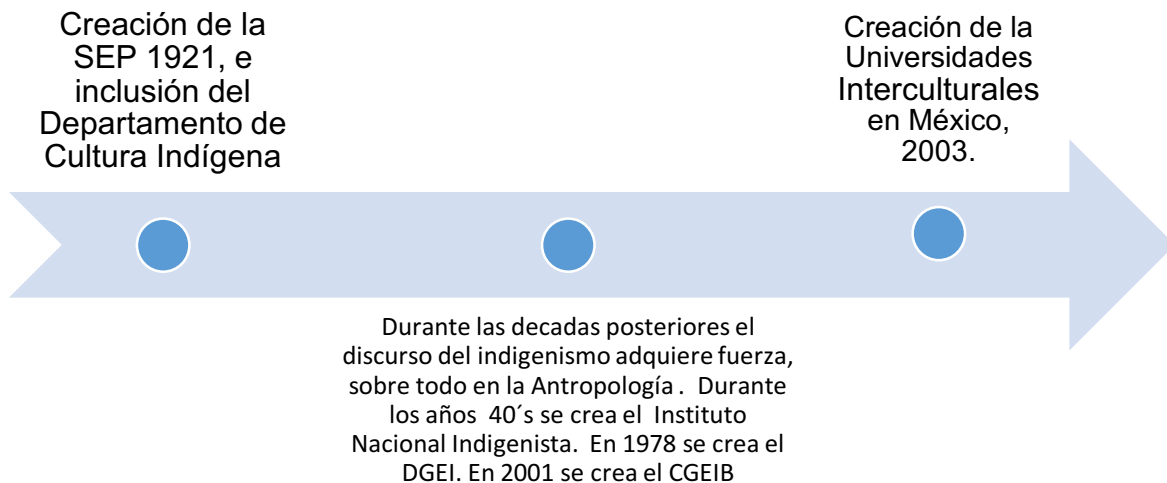 Creación de la
SEP 1921, e
inclusión del
Departamento de
Cultura Indígena
Durante las decadas posteriores el
discurso del indigenismo adquiere fuerza,
sobre todo en la Antropología . Durante
los años 40´s se crea el Instituto
Nacional Indigenista. En 1978 se crea el
DGEI. En 2001 se crea el CGEIB
Creación de la
Universidades
Interculturales
en México,
2003.